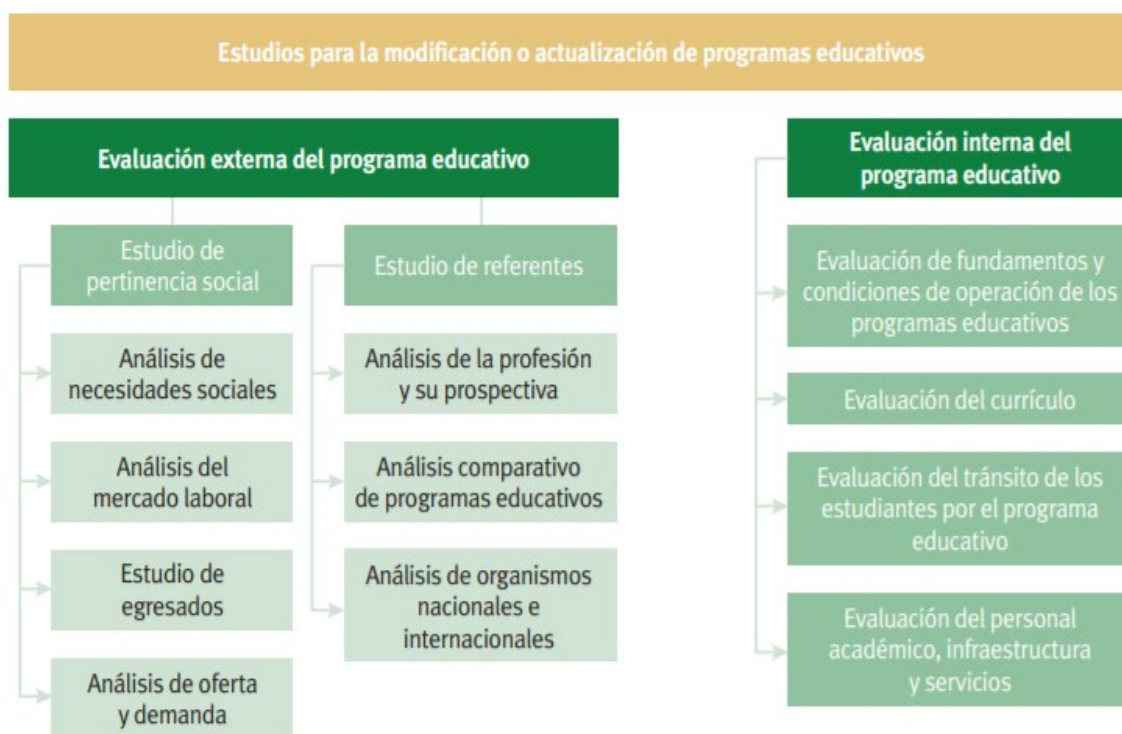 Estudios para la modificación o actualización de programas educativos
Evaluación externa del programa educativo
Estudio de
pertinencia social
Análisis de
necesidades sociales
Análisis del
mercado laboral
Estudio de
egresados
Análisis de oferta
y demanda
Estudio de referentes
Análisis de la profesión
y su prospectiva
Análisis comparativo
de programas educativos
Análisis de organismos
nacionales e
internacionales
Evaluación interna del
programa educativo
Evaluación de fundamentos y
condiciones de operación de los
programas educativos
Evaluación del currículo
Evaluación del tránsito de los
estudiantes por el programa
educativo
Evaluación del personal
académico, infraestructura
y servicios